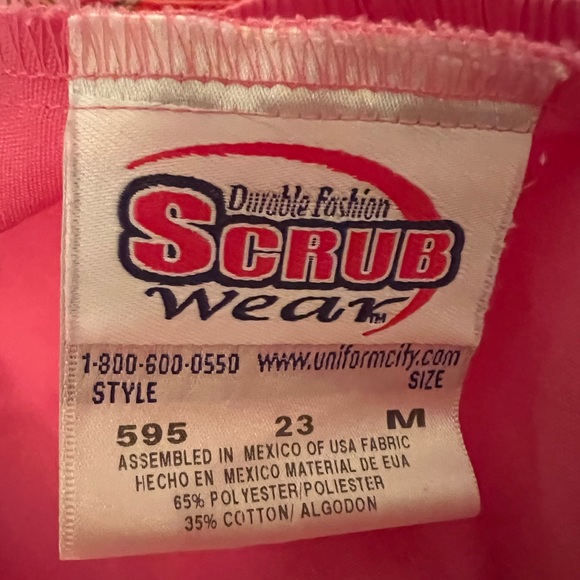 Durable Fashion
SCRUB
Wear™
1-800-600-0550 www.uniformcity.com
STYLE SIZE
595 23 M
ASSEMBLED IN MEXICO OF USA FABRIC
HECHO EN MEXICO MATERIAL DE EUA
65% POLYESTER/POLIESTER
35% COTTON/ ALGODON